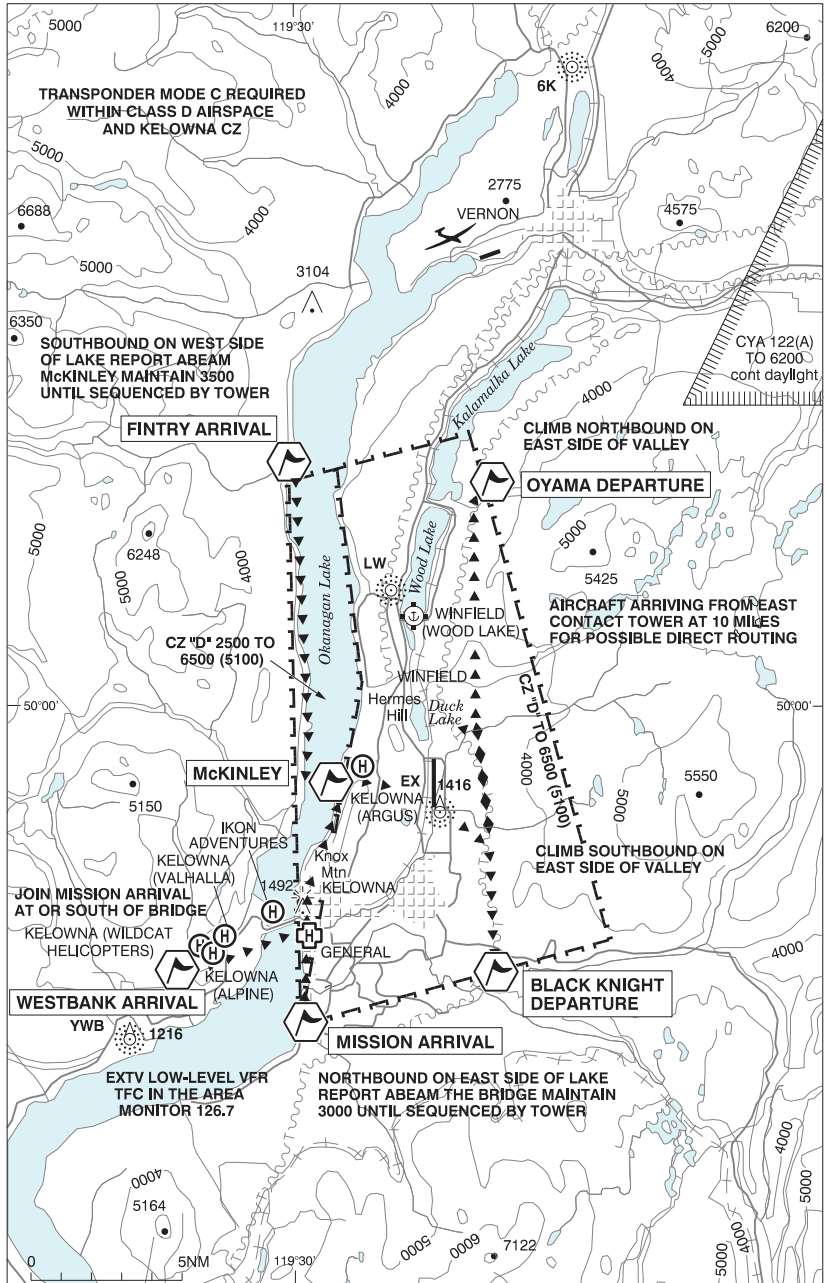 5000
119°30'
5000
6200
4000
TRANSPONDER MODE C REQUIRED
WITHIN CLASS D AIRSPACE
AND KELOWNA CZ
6K
4000
5000
4000
2775
VERNON
4575
6688
5000
3104
6350
SOUTHBOUND ON WEST SIDE
OF LAKE REPORT ABEAM
McKINLEY MAINTAIN 3500
UNTIL SEQUENCED BY TOWER
CYA 122(A)
TO 6200
cont daylight
Kalamalka Lake
4000
FINTRY ARRIVAL
CLIMB NORTHBOUND ON
EAST SIDE OF VALLEY
OYAMA DEPARTURE
5000
6248
4000
5000
5000
5425
LW
Wood Lake
Okanagan Lake
WINFIELD
(WOOD LAKE)
AIRCRAFT ARRIVING FROM EAST
CONTACT TOWER AT 10 MILES
FOR POSSIBLE DIRECT ROUTING
CZ "D" 2500 TO
6500 (5100)
WINFIELD
Hermes
Hill
Duck
Lake
50°00'
50°00'
CZ "D" TO 6500 (5100)
McKINLEY
EX
1416
4000
5000
5550
5150
KELOWNA
(ARGUS)
IKON
ADVENTURES
KELOWNA
(VALHALLA)
Knox
Mtn
KELOWNA
CLIMB SOUTHBOUND ON
EAST SIDE OF VALLEY
1492
JOIN MISSION ARRIVAL
AT OR SOUTH OF BRIDGE
KELOWNA (WILDCAT
HELICOPTERS)
H
H
H
H
H
H
GENERAL
4000
KELOWNA
(ALPINE)
WESTBANK ARRIVAL
BLACK KNIGHT
DEPARTURE
YWB
1216
MISSION ARRIVAL
EXTV LOW-LEVEL VFR
TFC IN THE AREA
MONITOR 126.7
NORTHBOUND ON EAST SIDE OF LAKE
REPORT ABEAM THE BRIDGE MAINTAIN
3000 UNTIL SEQUENCED BY TOWER
4000
4000
5000
5164
5000
6000
7122
5000
0
5NM
119°30'